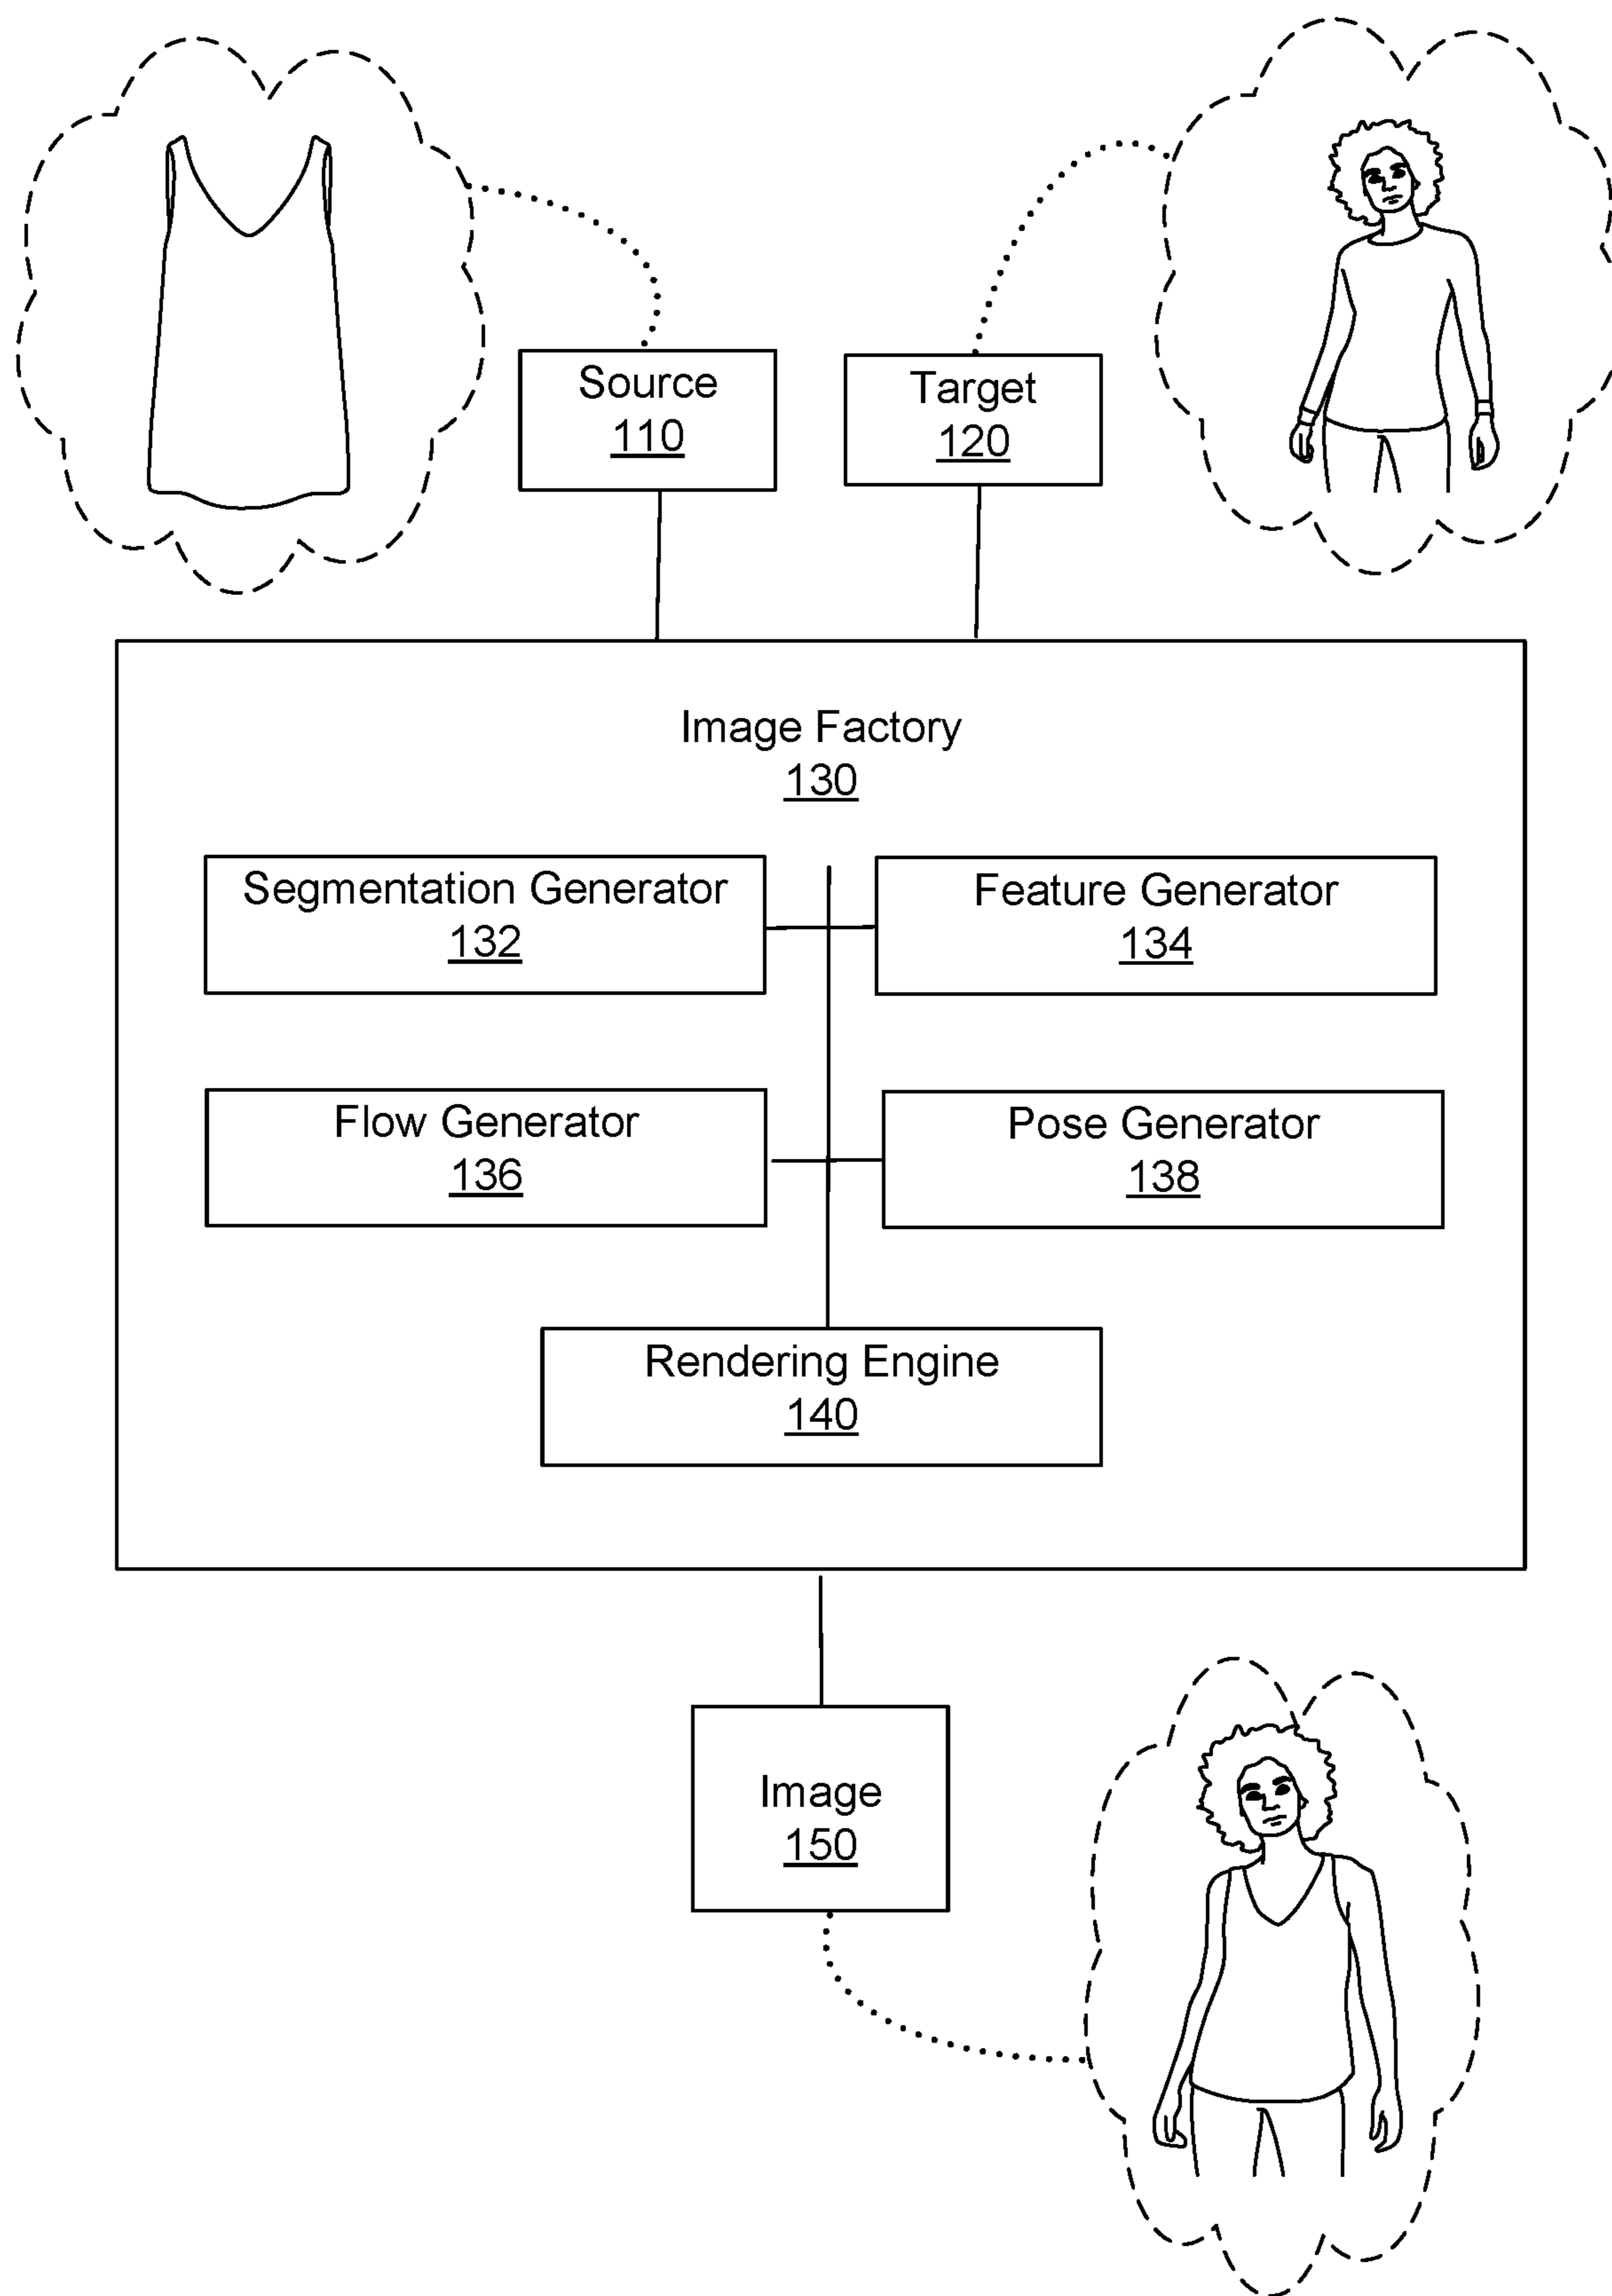 Source
110
Target
120
Image Factory
130
Segmentation Generator
132
Feature Generator
134
Flow Generator
136
Pose Generator
138
Rendering Engine
140
Image
150